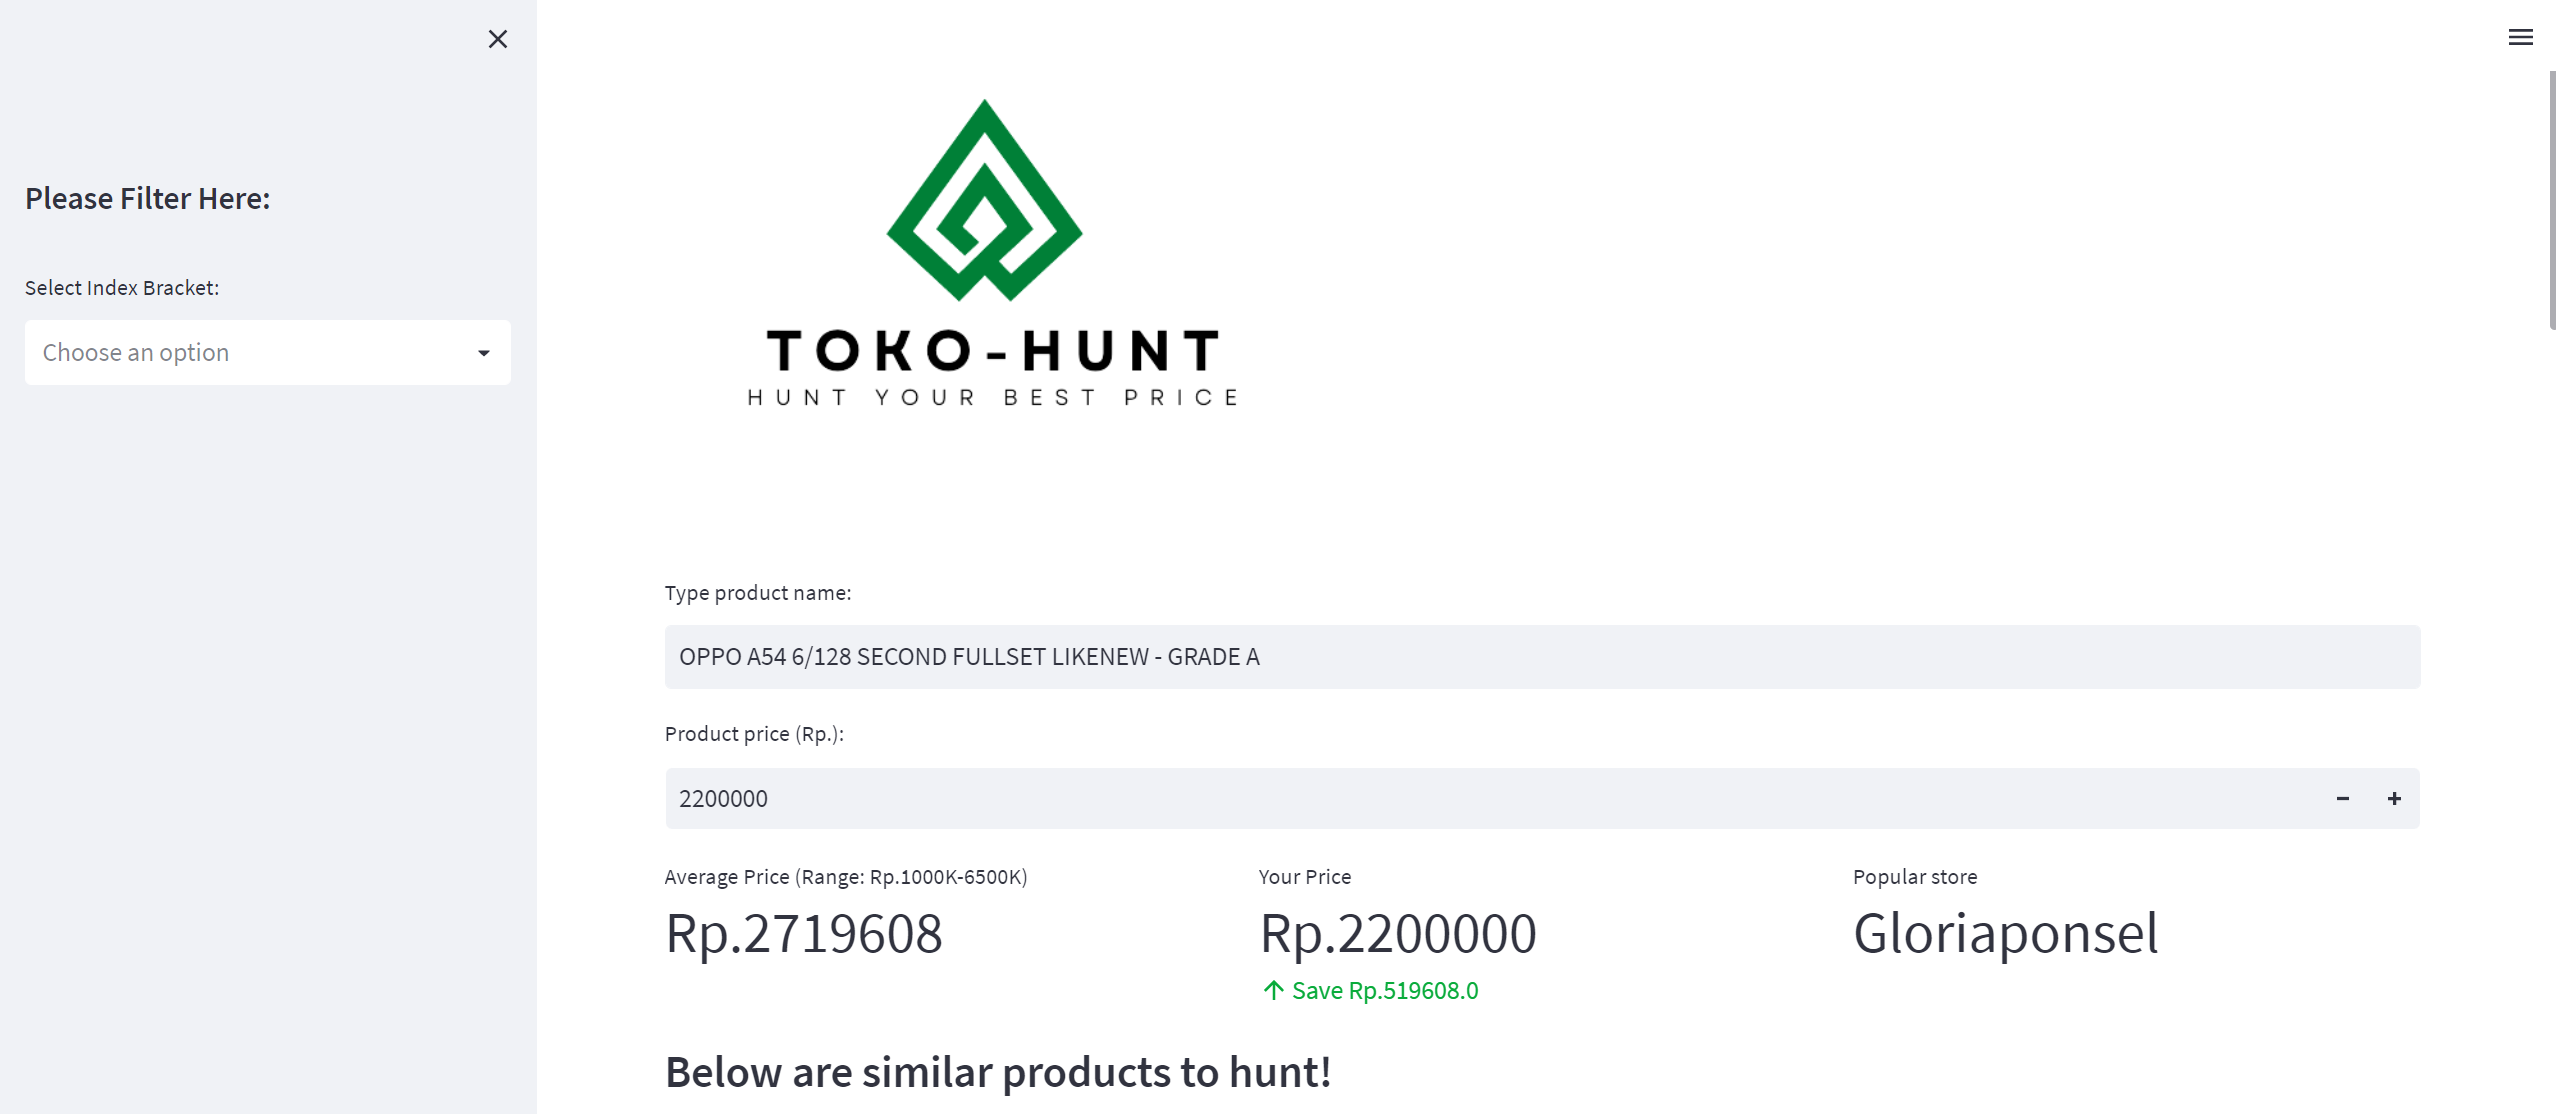 Please Filter Here:
Select Index Bracket:
Choose an option
TOKO-HUNT
HUNT YOUR BEST PRICE
Type product name:
OPPO A54 6/128 SECOND FULLSET LIKENEW - GRADE A
Product price (Rp.):
2200000
Average Price (Range: Rp.1000K-6500K)
Rp.2719608
Your Price
Rp.2200000
Save Rp.519608.0
Popular store
Gloriaponsel
Below are similar products to hunt!